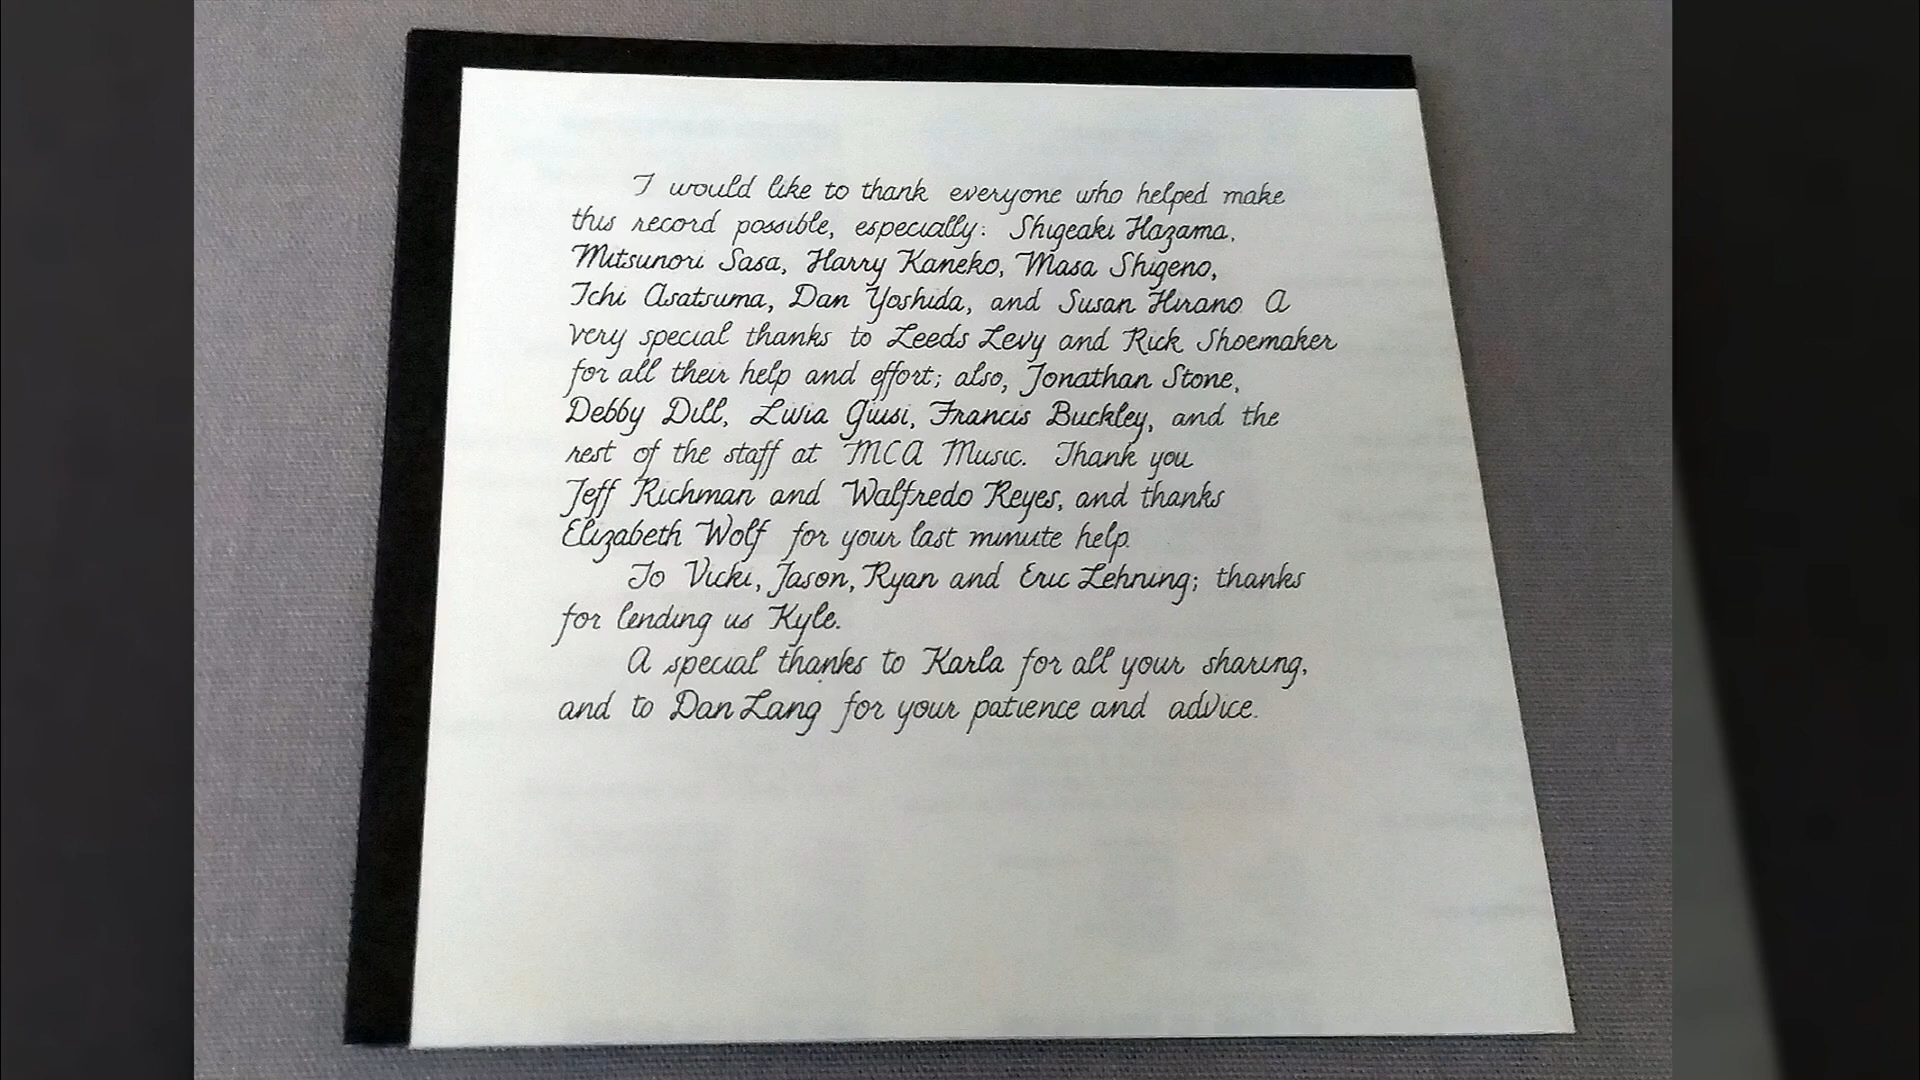 I would like to thank everyone who helped make
this record possible, especially: Shigeaki Hazama,
Mitsunori Sasa, Harry Kaneko, Masa Shigeno,
Ichi Asatsuma, Dan Yoshida, and Susan Hirano. A
very special thanks to Leeds Levy and Rick Shoemaker
for all their help and effort; also, Jonathan Stone,
Debby Dill, Livia Giusi, Francis Buckley, and the
rest of the staff at MCA Music. Thank you
Jeff Richman and Walfredo Reyes, and thanks
Elizabeth Wolf for your last minute help.
To Vicki, Jason, Ryan and Eric Lehning; thanks
for lending us Kyle.
A special thanks to Karla for all your sharing,
and to Dan Lang for your patience and advice.